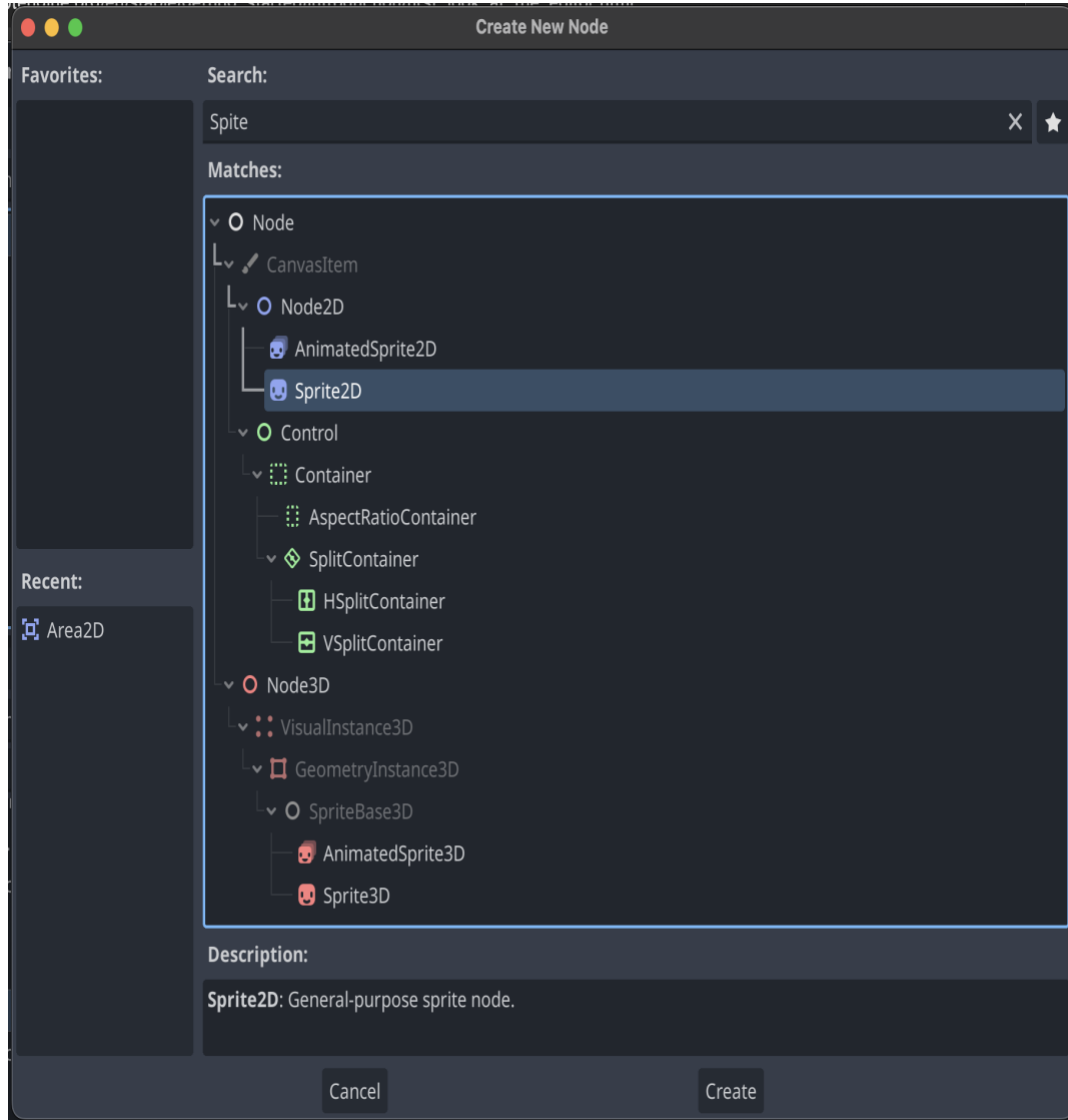 Create New Node
Favorites:
Search:
Spite
Matches:
Node
CanvasItem
Node2D
AnimatedSprite2D
Sprite2D
Control
Container
AspectRatioContainer
SplitContainer
HSplitContainer
VSplitContainer
Node3D
VisualInstance3D
GeometryInstance3D
SpriteBase3D
AnimatedSprite3D
Sprite3D
Recent:
Area2D
Description:
Sprite2D: General-purpose sprite node.
Cancel
Create